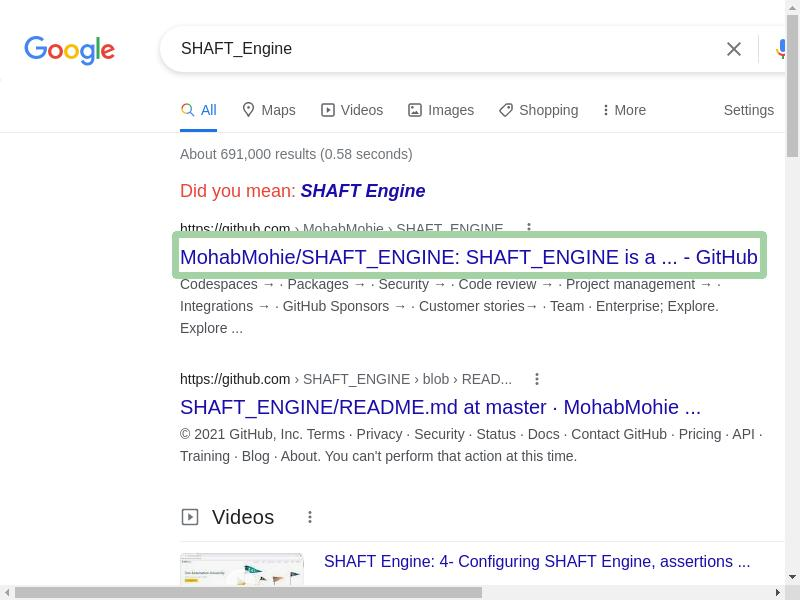 Google
SHAFT_Engine
All Maps Videos Images Shopping More Settings
About 691,000 results (0.58 seconds)
Did you mean: SHAFT Engine
https://github.com › MohabMohie › SHAFT_ENGINE
MohabMohie/SHAFT_ENGINE: SHAFT_ENGINE is a ... - GitHub
Codespaces → · Packages → · Security → · Code review → · Project management → ·
Integrations → · GitHub Sponsors → · Customer stories→ · Team · Enterprise; Explore.
Explore ...
https://github.com › SHAFT_ENGINE › blob › READ...
SHAFT_ENGINE/README.md at master · MohabMohie ...
© 2021 GitHub, Inc. Terms · Privacy · Security · Status · Docs · Contact GitHub · Pricing · API ·
Training · Blog · About. You can't perform that action at this time.
Videos
SHAFT Engine: 4- Configuring SHAFT Engine, assertions ...